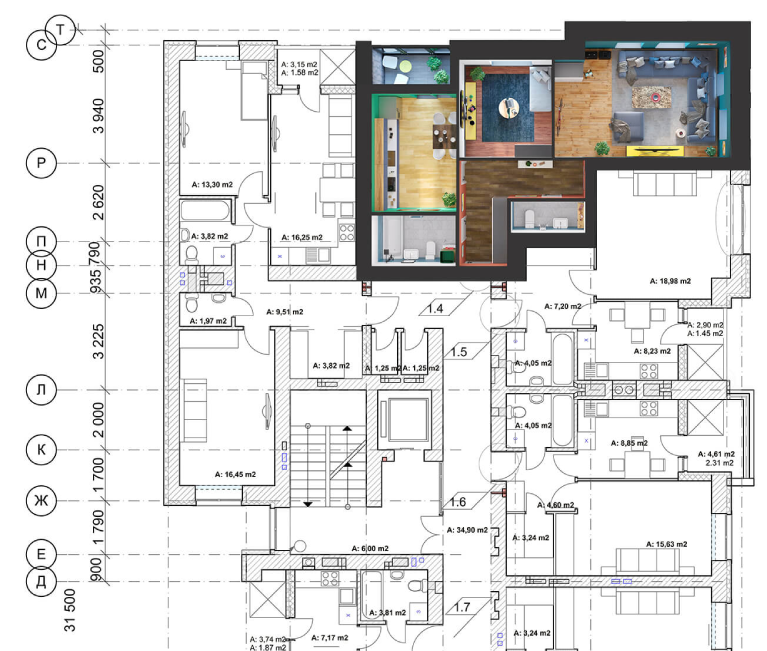 Т
С
500
3 940
Р
2 620
П
790
Н
935
М
3 225
Л
2 000
К
1 700
Ж
1 790
Е
900
Д
31 500
A: 3,15 m2
A: 1.58 m2
A: 13,30 m2
A: 3,82 m2
A: 16,25 m2
A: 18,98 m2
A: 1,97 m2
A: 9,51 m2
1.4
A: 7,20 m2
A: 2,90 m2
A: 1.45 m2
A: 3,82 m2
A: 1,25 m2
A: 1,25 m2
1.5
A: 4,05 m2
A: 8,23 m2
A: 4,05 m2
A: 8,85 m2
A: 4,61 m2
2.31 m2
A: 16,45 m2
1.6
A: 4,60 m2
A: 34,90 m2
A: 3,24 m2
A: 15,63 m2
A: 6,00 m2
A: 3,81 m2
1.7
A: 3,24 m2
A: 3,74 m2
A: 1.87 m2
A: 7,17 m2